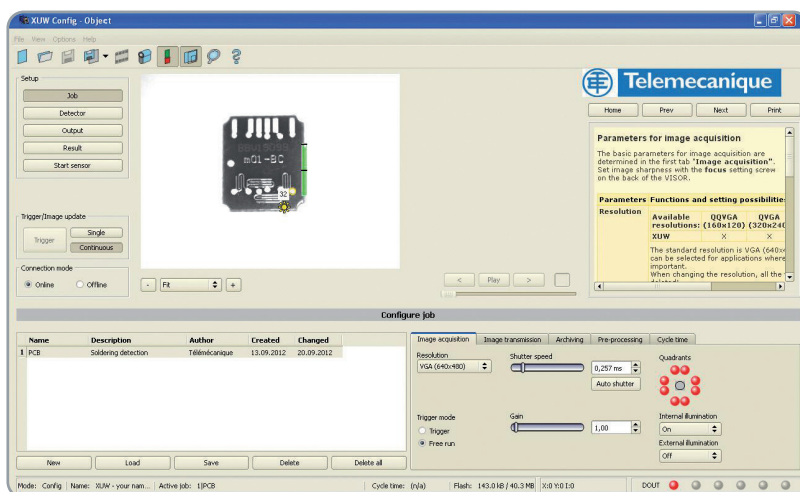 XUW Config - Object
File View Options Help
Setup
Job
Detector
Output
Result
Start sensor
Trigger/Image update
Trigger
Single
Continuous
Connection mode
Online
Offline
mQ1-BC
32
- Fit +
< Play >
Telemecanique
Home Prev Next Print
Parameters for image acquisition
The basic parameters for image acquisition are
determined in the first tab "Image acquisition".
Set image sharpness with the focus setting screw
on the back of the VISOR.
Parameters Functions and setting possibilities
Resolution
Available QQVGA QVGA
resolutions: (160x120) (320x240
XUW X X
The standard resolution is VGA (640x
can be selected for applications where
important.
When changing the resolution, all the
Configure job
Name Description Author Created Changed
1 PCB Soldering detection Télémécanique 13.09.2012 20.09.2012
New Load Save Delete Delete all
Image acquisition Image transmission Archiving Pre-processing Cycle time
Resolution
VGA (640x480)
Shutter speed
0,257 ms
Auto shutter
Quadrants
Trigger mode
Trigger
Free run
Gain
1,00
Internal illumination
On
External illumination
Off
Mode: Config Name: XUW - your nam... Active job: 1|PCB Cycle time: (n/a) Flash: 143.0 kB / 40.3 MB X:0 Y:0 I:0 DOUT